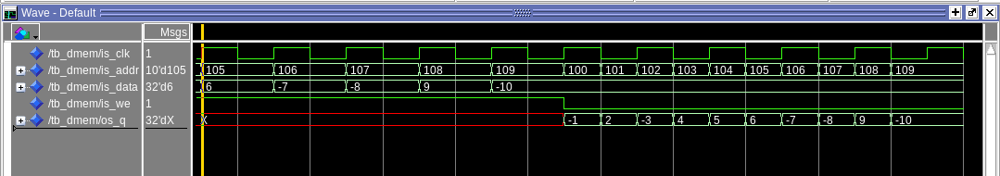 Wave - Default
Msgs
/tb_dmem/is_clk 1
/tb_dmem/is_addr 10'd105 105 106 107 108 109 100 101 102 103 104 105 106 107 108 109
/tb_dmem/is_data 32'd6 6 -7 -8 9 -10
/tb_dmem/is_we 1
/tb_dmem/os_q 32'dX X -1 2 -3 4 5 6 -7 -8 9 -10